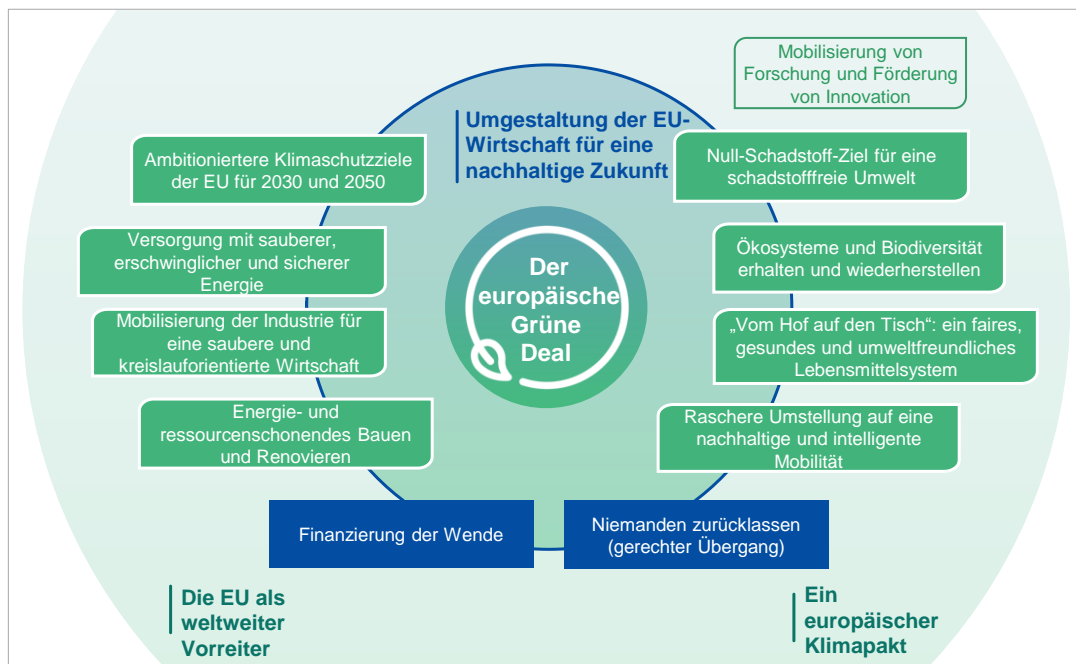 Mobilisierung von
Forschung und Förderung
von Innovation
Umgestaltung der EU-
Wirtschaft für eine
nachhaltige Zukunft
Ambitioniertere Klimaschutzziele
der EU für 2030 und 2050
Null-Schadstoff-Ziel für eine
schadstofffreie Umwelt
Versorgung mit sauberer,
erschwinglicher und sicherer
Energie
Ökosysteme und Biodiversität
erhalten und wiederherstellen
Der
europäische
Grüne
Deal
Mobilisierung der Industrie für
eine saubere und
kreislauforientierte Wirtschaft
„Vom Hof auf den Tisch“: ein faires,
gesundes und umweltfreundliches
Lebensmittelsystem
Energie- und
ressourcenschonendes Bauen
und Renovieren
Raschere Umstellung auf eine
nachhaltige und intelligente
Mobilität
Finanzierung der Wende
Niemanden zurücklassen
(gerechter Übergang)
Die EU als
weltweiter
Vorreiter
Ein
europäischer
Klimapakt